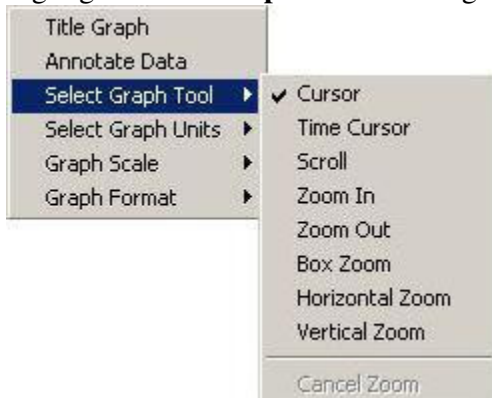 Title Graph
Annotate Data
Select Graph Tool
Select Graph Units
Graph Scale
Graph Format
Cursor
Time Cursor
Scroll
Zoom In
Zoom Out
Box Zoom
Horizontal Zoom
Vertical Zoom
Cancel Zoom